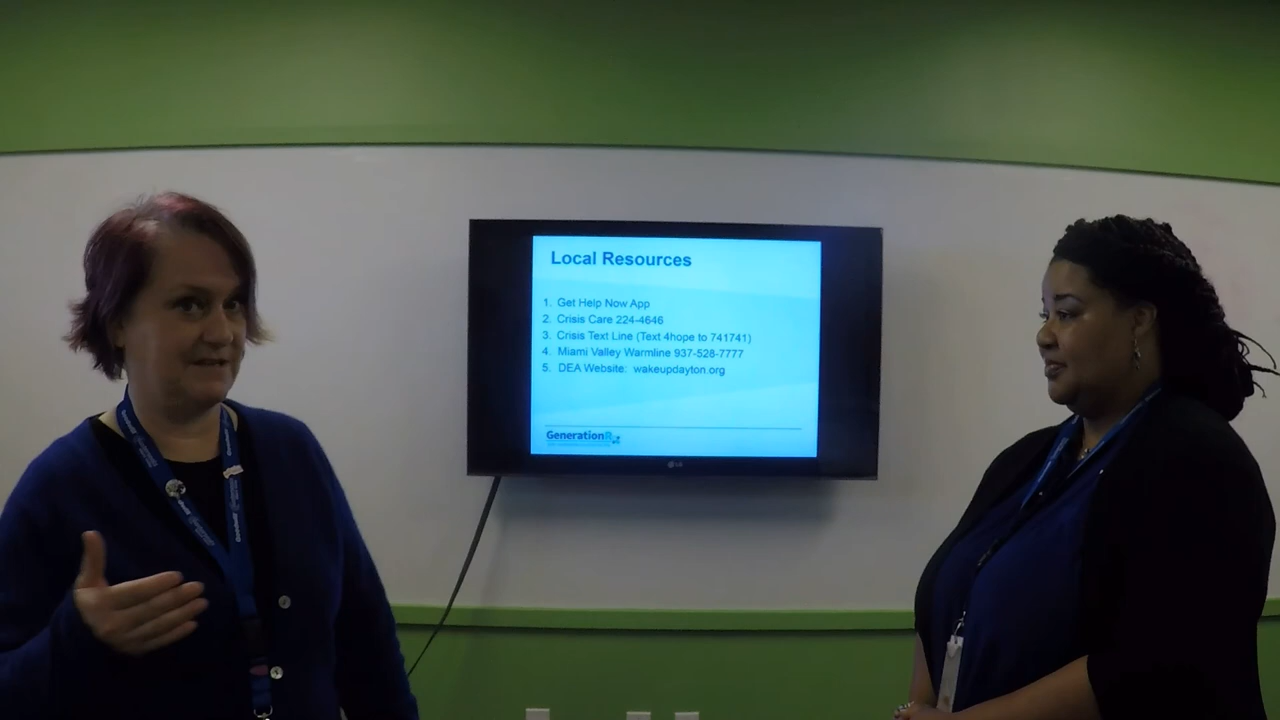 Local Resources
1. Get Help Now App
2. Crisis Care 224-4646
3. Crisis Text Line (Text 4hope to 741741)
4. Miami Valley Warmline 937-528-7777
5. DEA Website: wakeupdayton.org
GenerationRx
LG